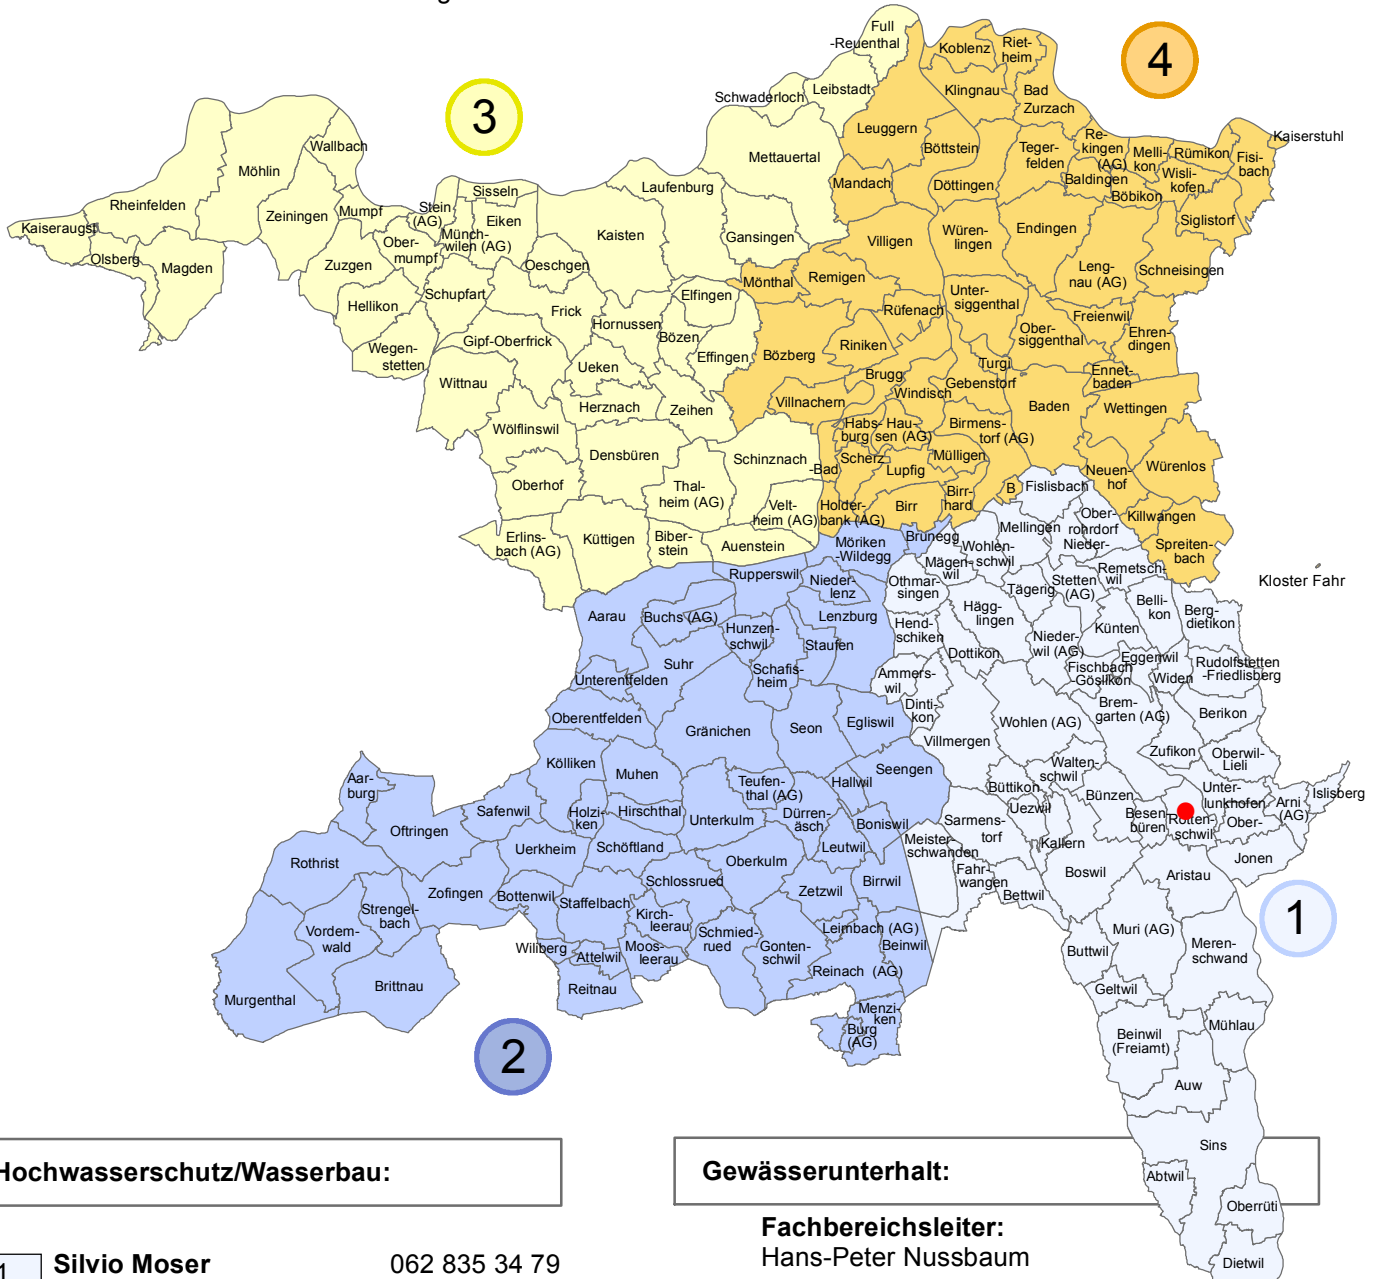 Full
-Reuenthal
Koblenz
Riet-
heim
4
Leibstadt
Klingnau
Bad
Zurzach
Schwaderloch
3
Kaiserstuhl
Leuggern
Wallbach
Böttstein
Re-
kingen
(AG)
Melli-
kon
Rümikon
Fisi-
bach
Teger-
felden
Mettauertal
Möhlin
Wisli-
kofen
Baldingen
Böbikon
Mandach
Döttingen
Laufenburg
Sisseln
Rheinfelden
Mumpf
Stein
(AG)
Zeiningen
Eiken
Siglistorf
Kaiseraugst
Münch-
wilen (AG)
Kaisten
Gansingen
Villigen
Würen-
lingen
Endingen
Ober-
mumpf
Olsberg
Magden
Zuzgen
Oeschgen
Leng-
nau (AG)
Schneisingen
Mönthal
Remigen
Schupfart
Elfingen
Unter-
siggenthal
Hellikon
Frick
Rüfenach
Freienwil
Hornussen
Ober-
siggenthal
Ehren-
dingen
Gipf-Oberfrick
Bözen
Riniken
Wegen-
stetten
Effingen
Bözberg
Ueken
Turgi
Brugg
Ennet-
baden
Wittnau
Gebenstorf
Windisch
Villnachern
Baden
Wettingen
Herznach
Zeihen
Wölflinswil
Habs-
burg
Hau-
sen (AG)
Birmens-
torf (AG)
Densbüren
Schinznach
-Bad
Scherz
Mülligen
Lupfig
Würenlos
Neuen-
hof
Oberhof
Thal-
heim (AG)
B
Fislisbach
Birr-
hard
Velt-
heim (AG)
Holder-
bank (AG)
Birr
Ober-
rohrdorf
Nieder-
Killwangen
Mellingen
Erlins-
bach (AG)
Küttigen
Biber-
stein
Auenstein
Möriken
-Wildegg
Brunegg
Wohlen-
schwil
Spreiten-
bach
Mägen-
wil
Remetsch-
wil
Kloster Fahr
Rupperswil
Nieder-
lenz
Othmar-
singen
Tägerig
Stetten
(AG)
Belli-
kon
Berg-
dietikon
Aarau
Buchs (AG)
Lenzburg
Hägg-
lingen
Hunzen-
schwil
Hend-
schiken
Künten
Staufen
Nieder-
wil (AG)
Suhr
Dottikon
Eggenwil
Fischbach
-Göslikon
Rudolfstetten
-Friedlisberg
Schafis-
heim
Ammers-
wil
Widen
Unterentfelden
Dinti-
kon
Brem-
garten (AG)
Berikon
Oberentfelden
Egliswil
Wohlen (AG)
Gränichen
Seon
Villmergen
Zufikon
Oberwil-
Lieli
Kölliken
Walten-
schwil
Muhen
Seengen
Aar-
burg
Teufen-
thal (AG)
Hallwil
Büttikon
Unter-
lunkhofen
Ober-
Islisberg
Bünzen
Arni
(AG)
Safenwil
Holzi-
ken
Hirschthal
Uezwil
Besen-
büren
Rotten-
schwil
Unterkulm
Dürren-
äsch
Boniswil
Sarmens-
torf
Oftringen
Meister-
schwanden
Kallern
Uerkheim
Schöftland
Leutwil
Jonen
Rothrist
Oberkulm
Fahr-
wangen
Boswil
Aristau
Schlossrued
Birrwil
Zofingen
Bottenwil
Zetzwil
Bettwil
Staffelbach
1
Strengel-
bach
Kirch-
leerau
Leimbach (AG)
Muri (AG)
Vordem-
wald
Schmied-
rued
Wiliberg
Moos-
leerau
Gonten-
schwil
Beinwil
Meren-
schwand
Buttwil
Attelwil
Reinach (AG)
Brittnau
Reitnau
Geltwil
Murgenthal
Menzi-
ken
Mühlau
Burg
(AG)
Beinwil
(Freiamt)
2
Auw
Sins
Hochwasserschutz/Wasserbau:
Gewässerunterhalt:
Abtwil
Oberrüti
Fachbereichsleiter:
1 Silvio Moser 062 835 34 79
Hans-Peter Nussbaum
Dietwil